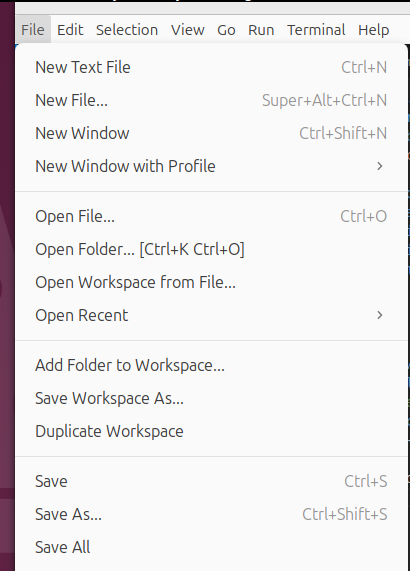 File Edit Selection View Go Run Terminal Help
New Text File Ctrl+N
New File... Super+Alt+Ctrl+N
New Window Ctrl+Shift+N
New Window with Profile
Open File... Ctrl+O
Open Folder... [Ctrl+K Ctrl+O]
Open Workspace from File...
Open Recent
Add Folder to Workspace...
Save Workspace As...
Duplicate Workspace
Save Ctrl+S
Save As... Ctrl+Shift+S
Save All